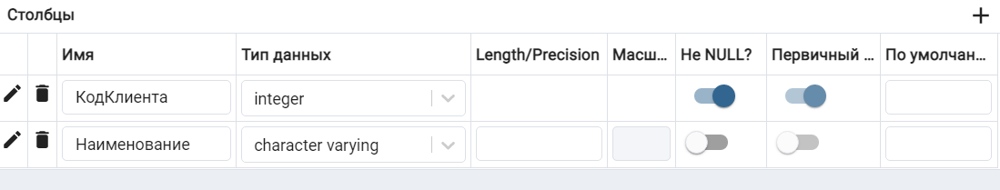 Столбцы
Имя Тип данных Length/Precision Масш... Не NULL? Первичный ... По умолчан...
КодКлиента integer
Наименование character varying